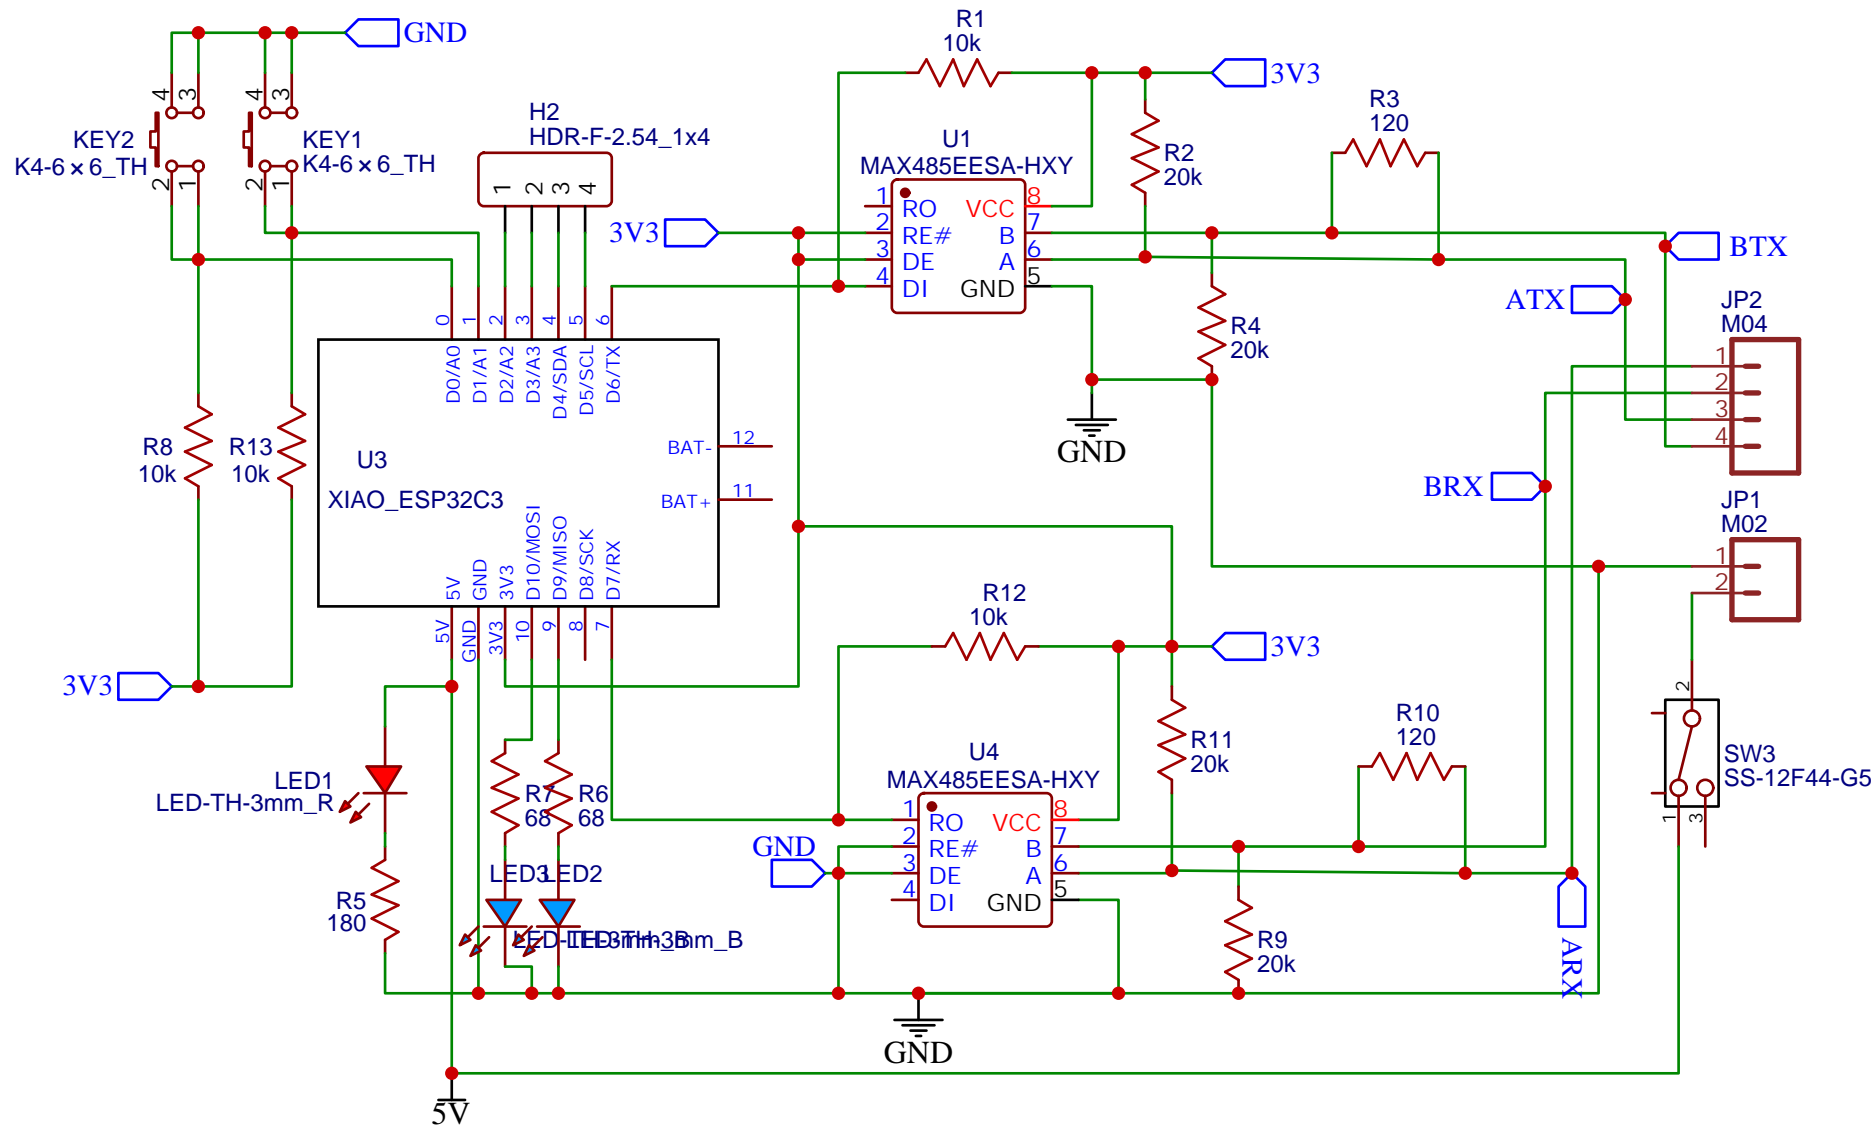 GND
4
3
KEY2
K4-6×6_TH
2
1
4
3
KEY1
K4-6×6_TH
2
1
H2
HDR-F-2.54_1x4
1
2
3
4
3V3
R1
10k
3V3
R2
20k
R3
120
U1
MAX485EESA-HXY
1
2
3
4
RO
RE#
DE
DI
VCC
B
A
GND
8
7
6
5
BTX
ATX
R4
20k
GND
JP2
M04
1
2
3
4
BRX
JP1
M02
1
2
R8
10k
R13
10k
3V3
0
1
2
3
4
5
6
D0/A0
D1/A1
D2/A2
D3/A3
D4/SDA
D5/SCL
D6/TX
U3
XIAO_ESP32C3
BAT-
12
BAT+
11
5V
GND
3V3
D10/MOSI
D9/MISO
D8/SCK
D7/RX
5V
GND
3V3
10
9
8
7
R12
10k
3V3
R11
20k
R10
120
U4
MAX485EESA-HXY
1
2
3
4
RO
RE#
DE
DI
VCC
B
A
GND
8
7
6
5
GND
R9
20k
ARX
2
SW3
SS-12F44-G5
1
3
LED1
LED-TH-3mm_R
R5
180
R7
68
R6
68
LED3
LED2
LED-TH-3mm_B
LED-TH-3mm_B
GND
5V